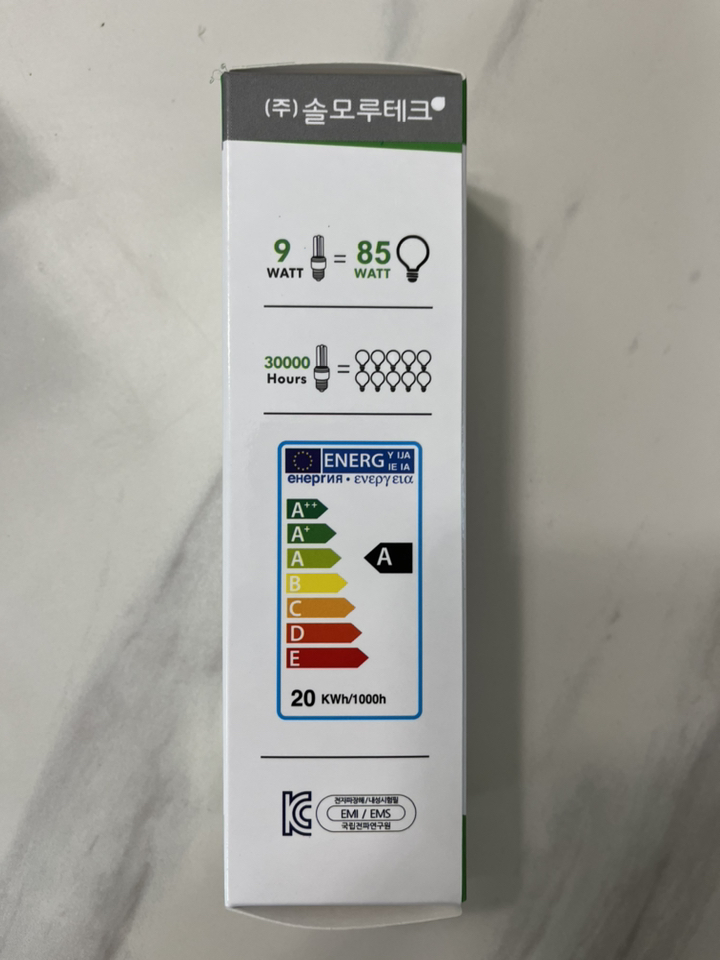 (주)솔모루테크
9 WATT = 85 WATT
30000 Hours =
ENERG Y IJA IE IA
енергия · ενεργεια
A++
A+
A A
B
C
D
E
20 KWh/1000h
전자파장해/내성시험필
EMI / EMS
국립전파연구원